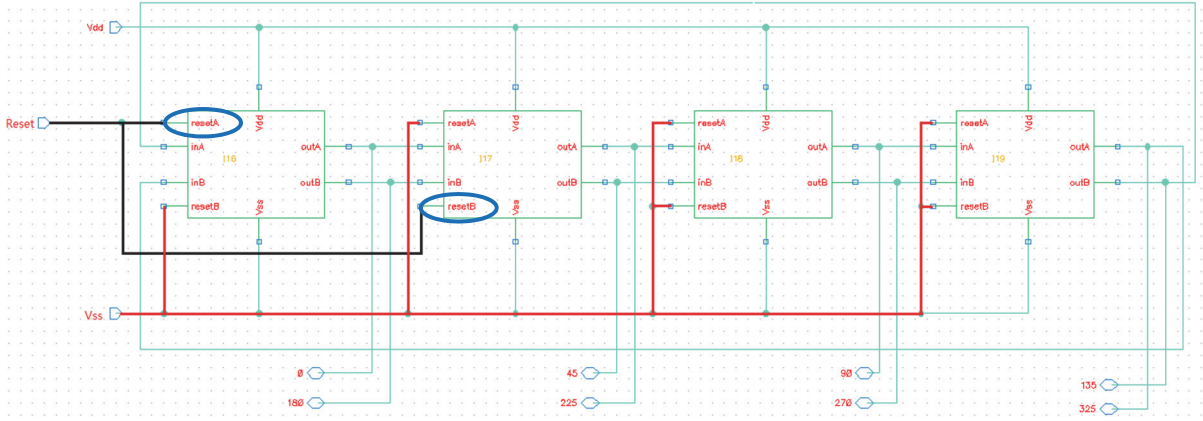 Vdd
Reset
resetA
Vdd
inA
outA
I16
inB
outB
resetB
Vss
resetA
Vdd
inA
outA
I17
inB
outB
resetB
Vss
resetA
Vdd
inA
outA
I18
inB
outB
resetB
Vss
resetA
Vdd
inA
outA
I19
inB
outB
resetB
Vss
Vss
0
45
90
135
180
225
270
325